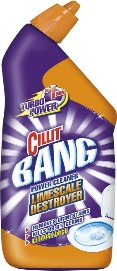 TURBO
POWER
CILLIT
BANG
POWER CLEANER
LIMESCALE
DESTROYER